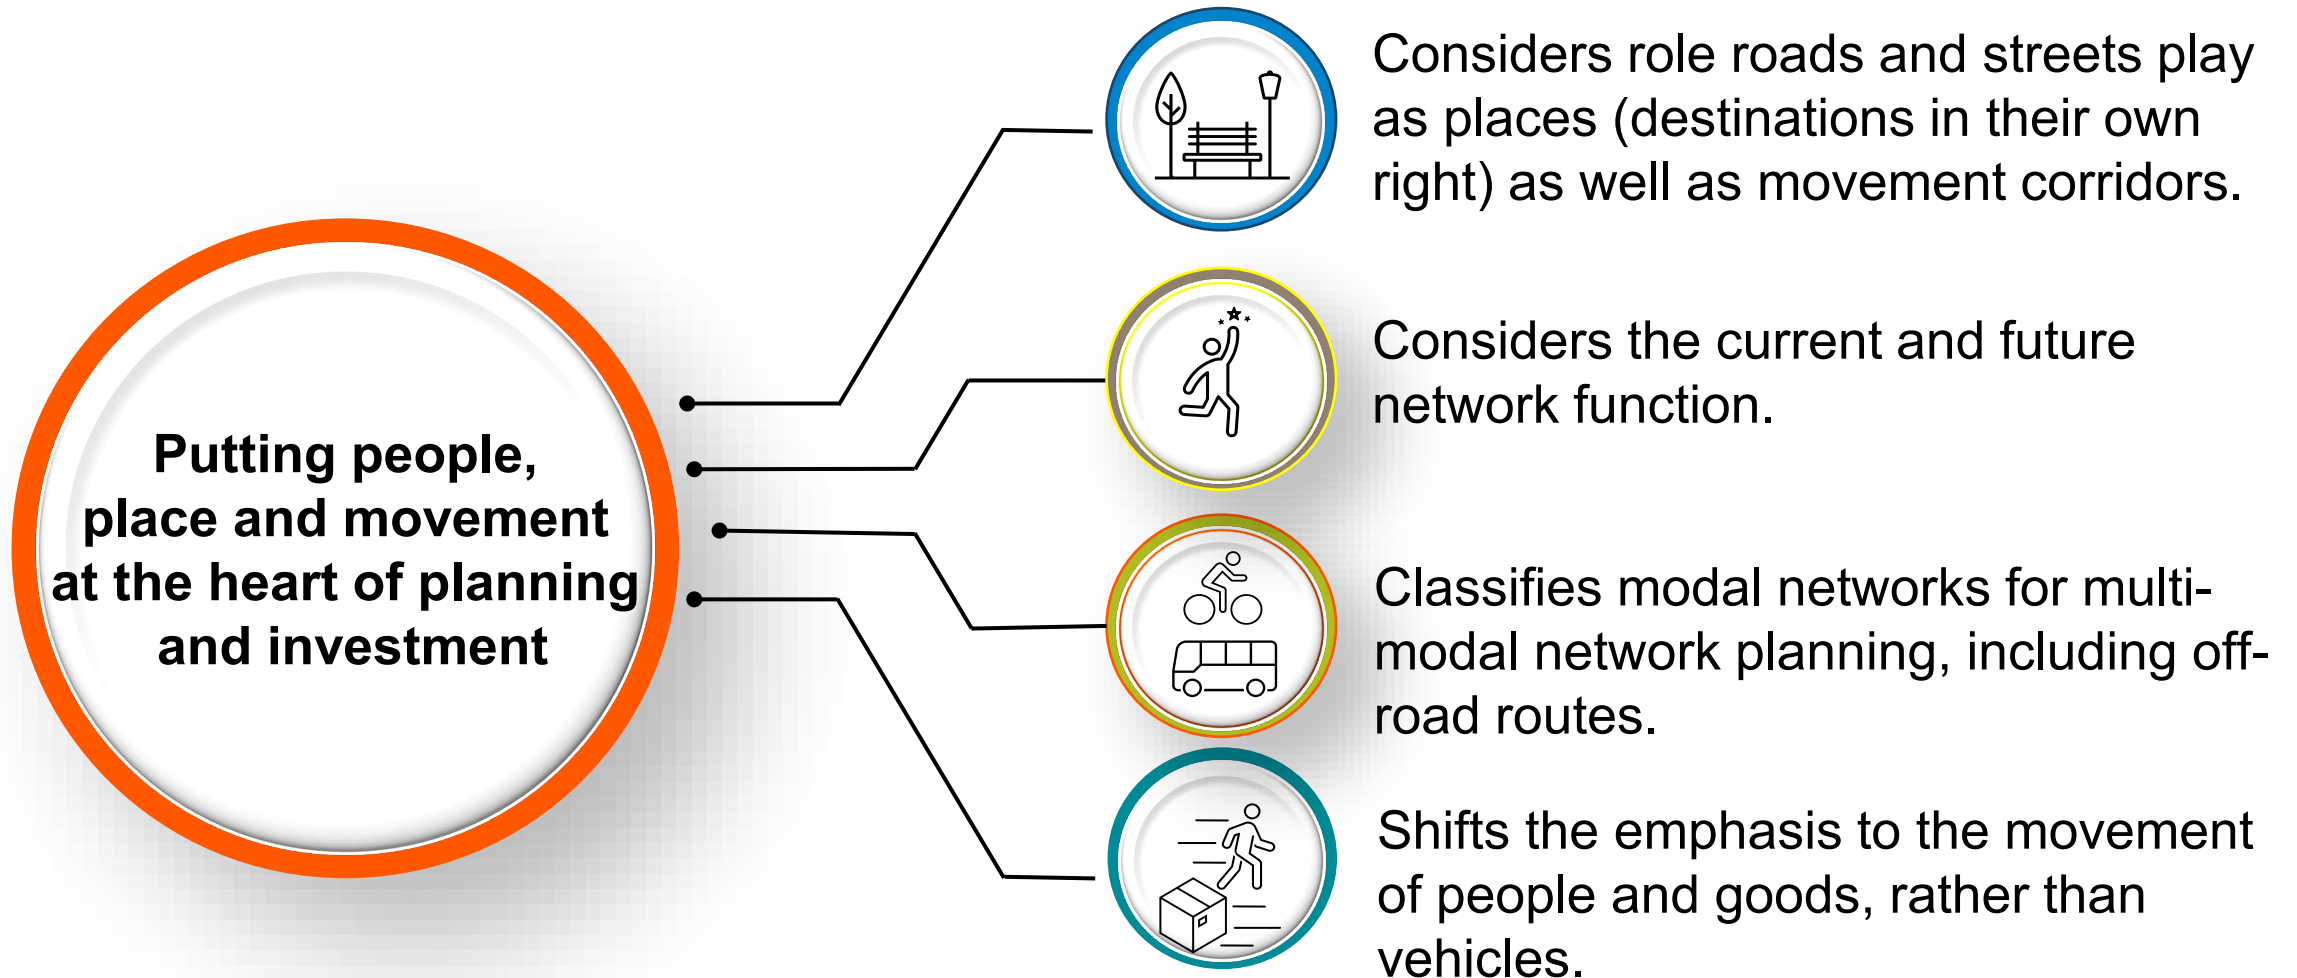 Putting people,
place and movement
at the heart of planning
and investment
Considers role roads and streets play
as places (destinations in their own
right) as well as movement corridors.
Considers the current and future
network function.
Classifies modal networks for multi-
modal network planning, including off-
road routes.
Shifts the emphasis to the movement
of people and goods, rather than
vehicles.